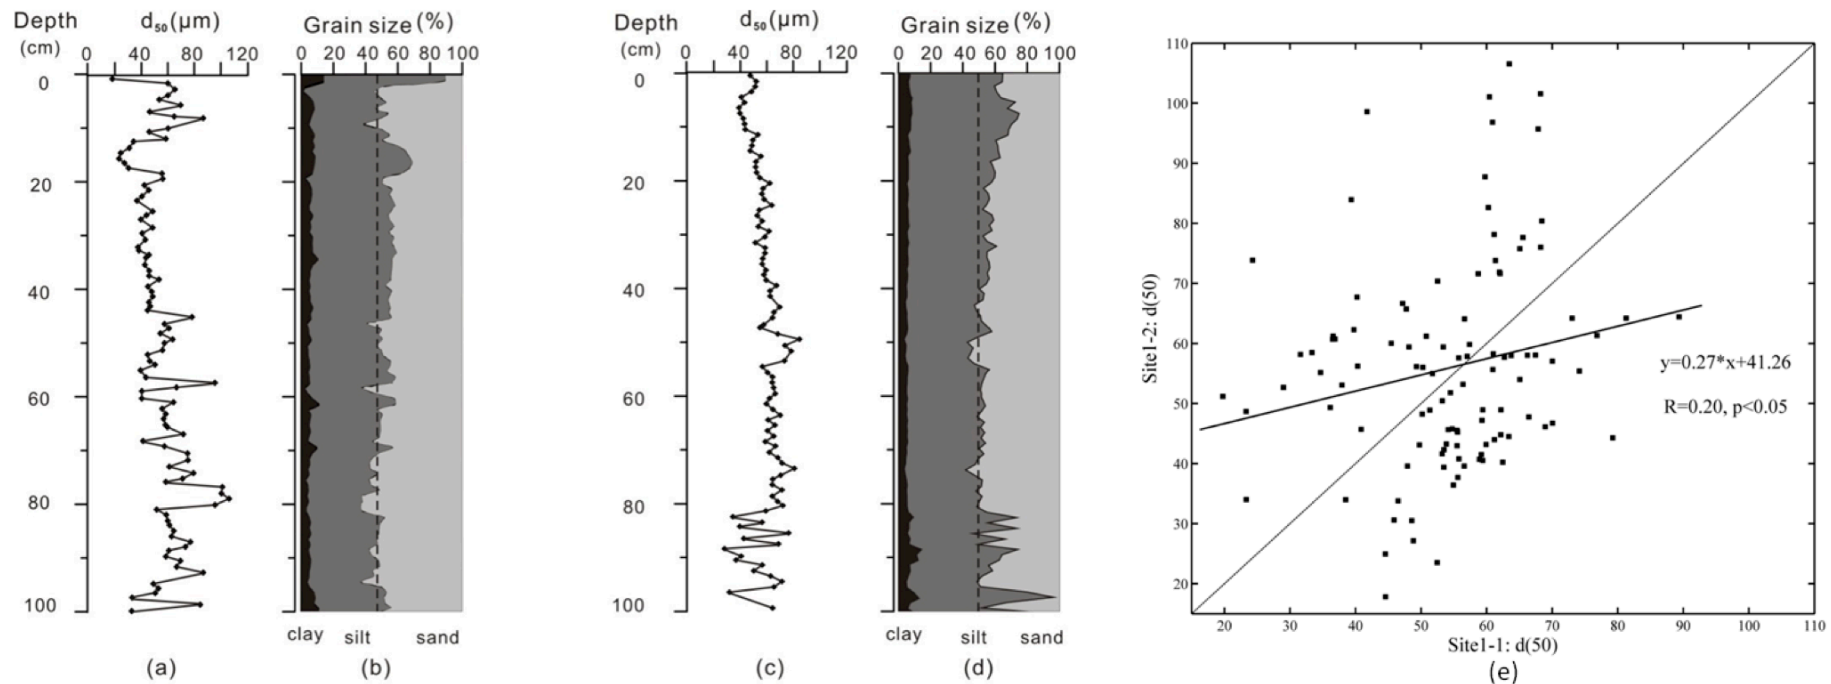 Depth
(cm)
d₅₀(μm)
0 40 80 120
0
20
40
60
80
100
(a)
Grain size (%)
0 20 40 60 80 100
clay silt sand
(b)
Depth
(cm)
d₅₀(μm)
0 40 80 120
0
20
40
60
80
100
(c)
Grain size (%)
0 20 40 60 80 100
clay silt sand
(d)
110
100
90
80
70
60
50
40
30
20
Site1-2: d(50)
y=0.27*x+41.26
R=0.20, p<0.05
20 30 40 50 60 70 80 90 100 110
Site1-1: d(50)
(e)